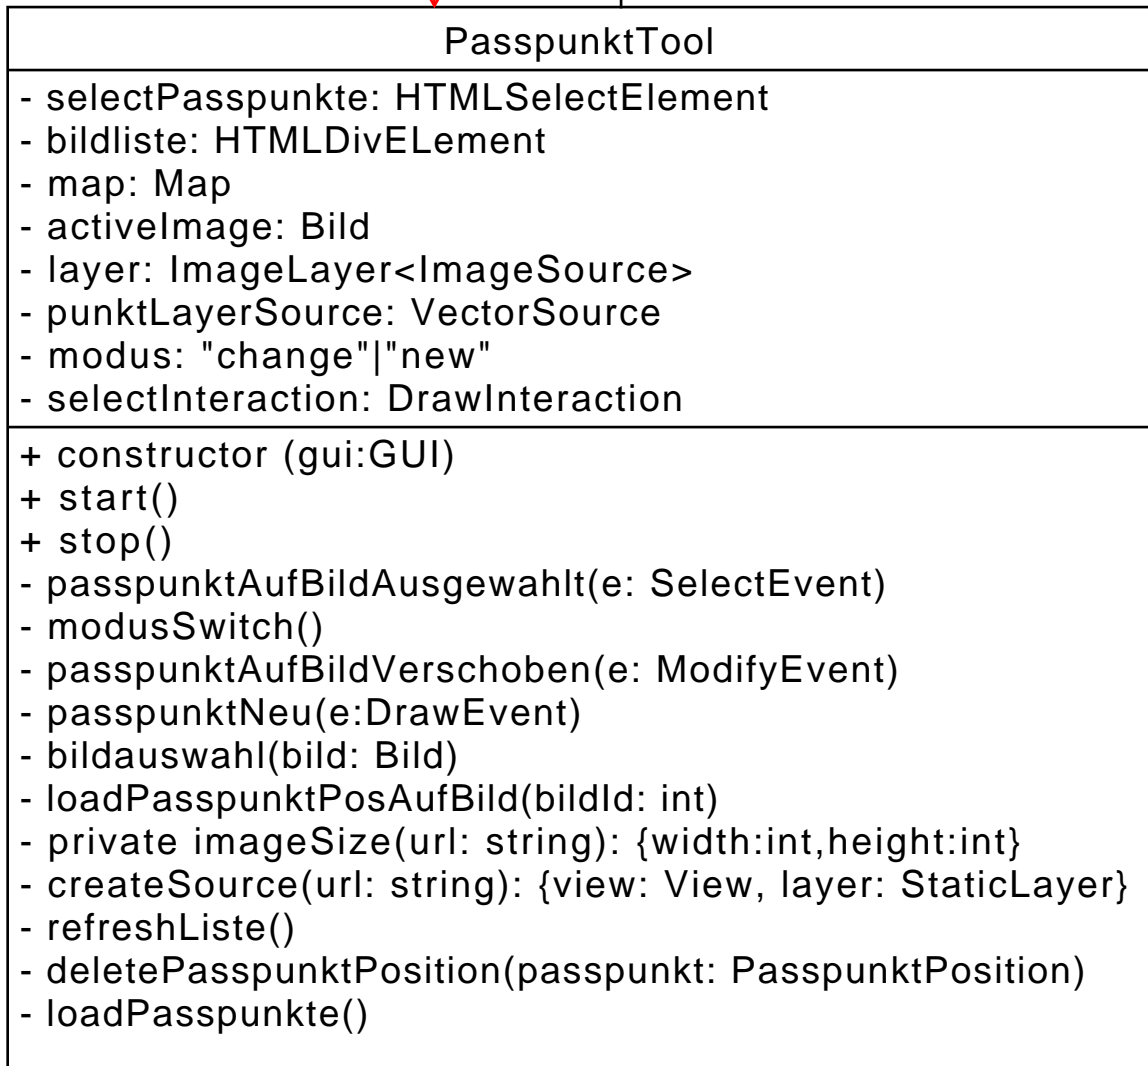 PasspunktTool
- selectPasspunkte: HTMLSelectElement
- bildliste: HTMLDivELement
- map: Map
- activeImage: Bild
- layer: ImageLayer<ImageSource>
- punktLayerSource: VectorSource
- modus: "change"|"new"
- selectInteraction: DrawInteraction
+ constructor (gui:GUI)
+ start()
+ stop()
- passpunktAufBildAusgewahlt(e: SelectEvent)
- modusSwitch()
- passpunktAufBildVerschoben(e: ModifyEvent)
- passpunktNeu(e:DrawEvent)
- bildauswahl(bild: Bild)
- loadPasspunktPosAufBild(bildId: int)
- private imageSize(url: string): {width:int,height:int}
- createSource(url: string): {view: View, layer: StaticLayer}
- refreshListe()
- deletePasspunktPosition(passpunkt: PasspunktPosition)
- loadPasspunkte()